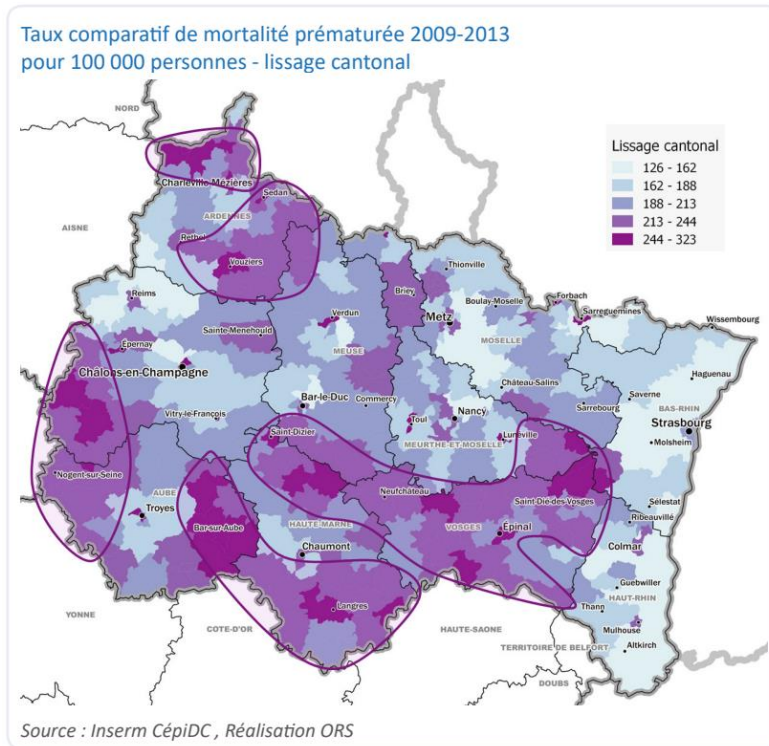 Taux comparatif de mortalité prématurée 2009-2013
pour 100 000 personnes - lissage cantonal
NORD
Lissage cantonal
126 - 162
162 - 188
188 - 213
213 - 244
244 - 323
Charleville-Mézières
Sedan
ARDENNES
AISNE
Rethel
Vouziers
Thionville
Reims
Briey
Boulay-Moselle
Forbach
Sarreguemines
Wissembourg
Verdun
Metz
Sainte-Menehould
MEUSE
MOSELLE
Épernay
Haguenau
Châlons-en-Champagne
Château-Salins
Saverne
BAS-RHIN
Bar-le-Duc
Commercy
Sarrebourg
Vitry-le-François
Toul
Nancy
Strasbourg
Saint-Dizier
MEURTHE-ET-MOSELLE
Lunéville
Molsheim
Nogent-sur-Seine
AUBE
Neufchâteau
Saint-Dié-des-Vosges
Sélestat
Troyes
Bar-sur-Aube
HAUTE-MARNE
VOSGES
Épinal
Ribeauvillé
Chaumont
Colmar
Guebwiller
HAUT-RHIN
Langres
Thann
YONNE
COTE-D'OR
HAUTE-SAONE
Mulhouse
TERRITOIRE DE BELFORT
Altkirch
DOUBS
Source : Inserm CépiDC , Réalisation ORS